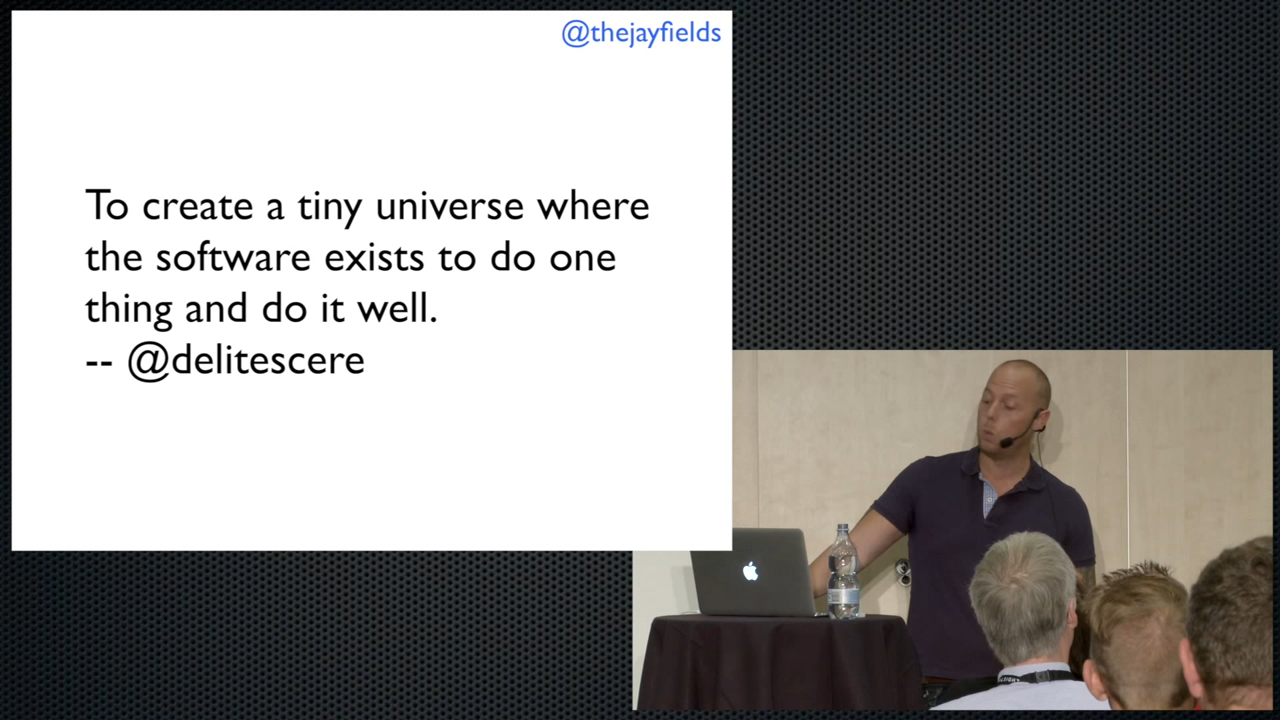 @thejayfields
To create a tiny universe where
the software exists to do one
thing and do it well.
-- @delitescere